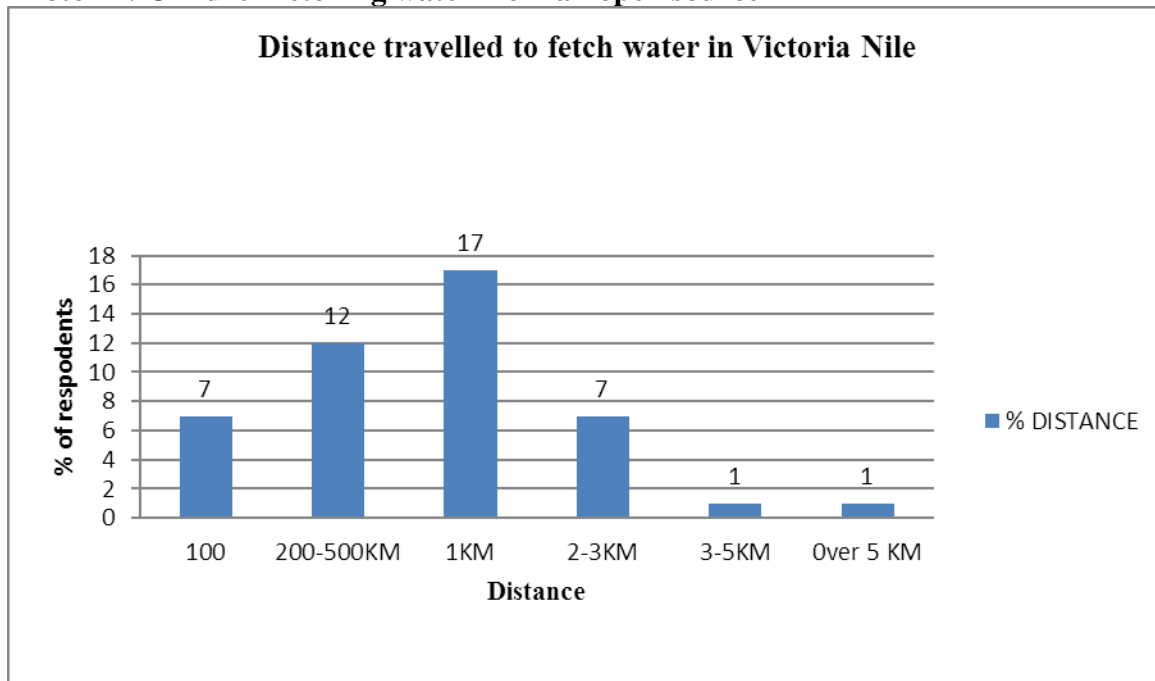 Distance travelled to fetch water in Victoria Nile
18
16
14
12
10
8
6
4
2
0
% of respodents
7
12
17
7
1
1
100
200-500KM
1KM
2-3KM
3-5KM
Over 5 KM
Distance
% DISTANCE